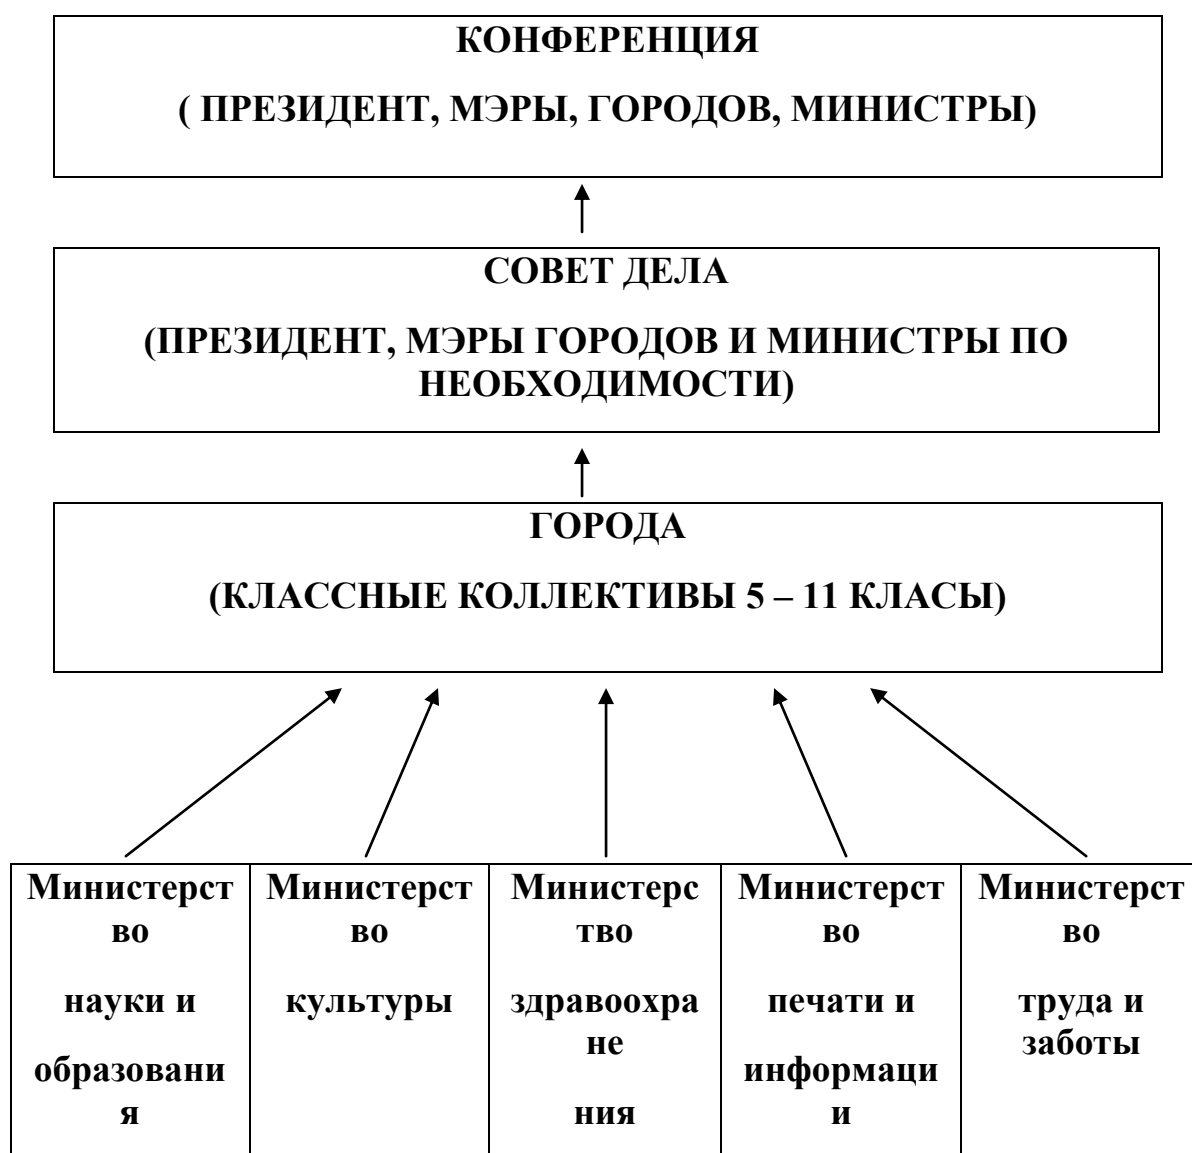 КОНФЕРЕНЦИЯ
( ПРЕЗИДЕНТ, МЭРЫ, ГОРОДОВ, МИНИСТРЫ)
СОВЕТ ДЕЛА
(ПРЕЗИДЕНТ, МЭРЫ ГОРОДОВ И МИНИСТРЫ ПО
НЕОБХОДИМОСТИ)
ГОРОДА
(КЛАССНЫЕ КОЛЛЕКТИВЫ 5 – 11 КЛАСЫ)
Министерст
во
науки и
образовани
я
Министерст
во
культуры
Министерс
тво
здравоохра
не
ния
Министерст
во
печати и
информаци
и
Министерст
во
труда и
заботы